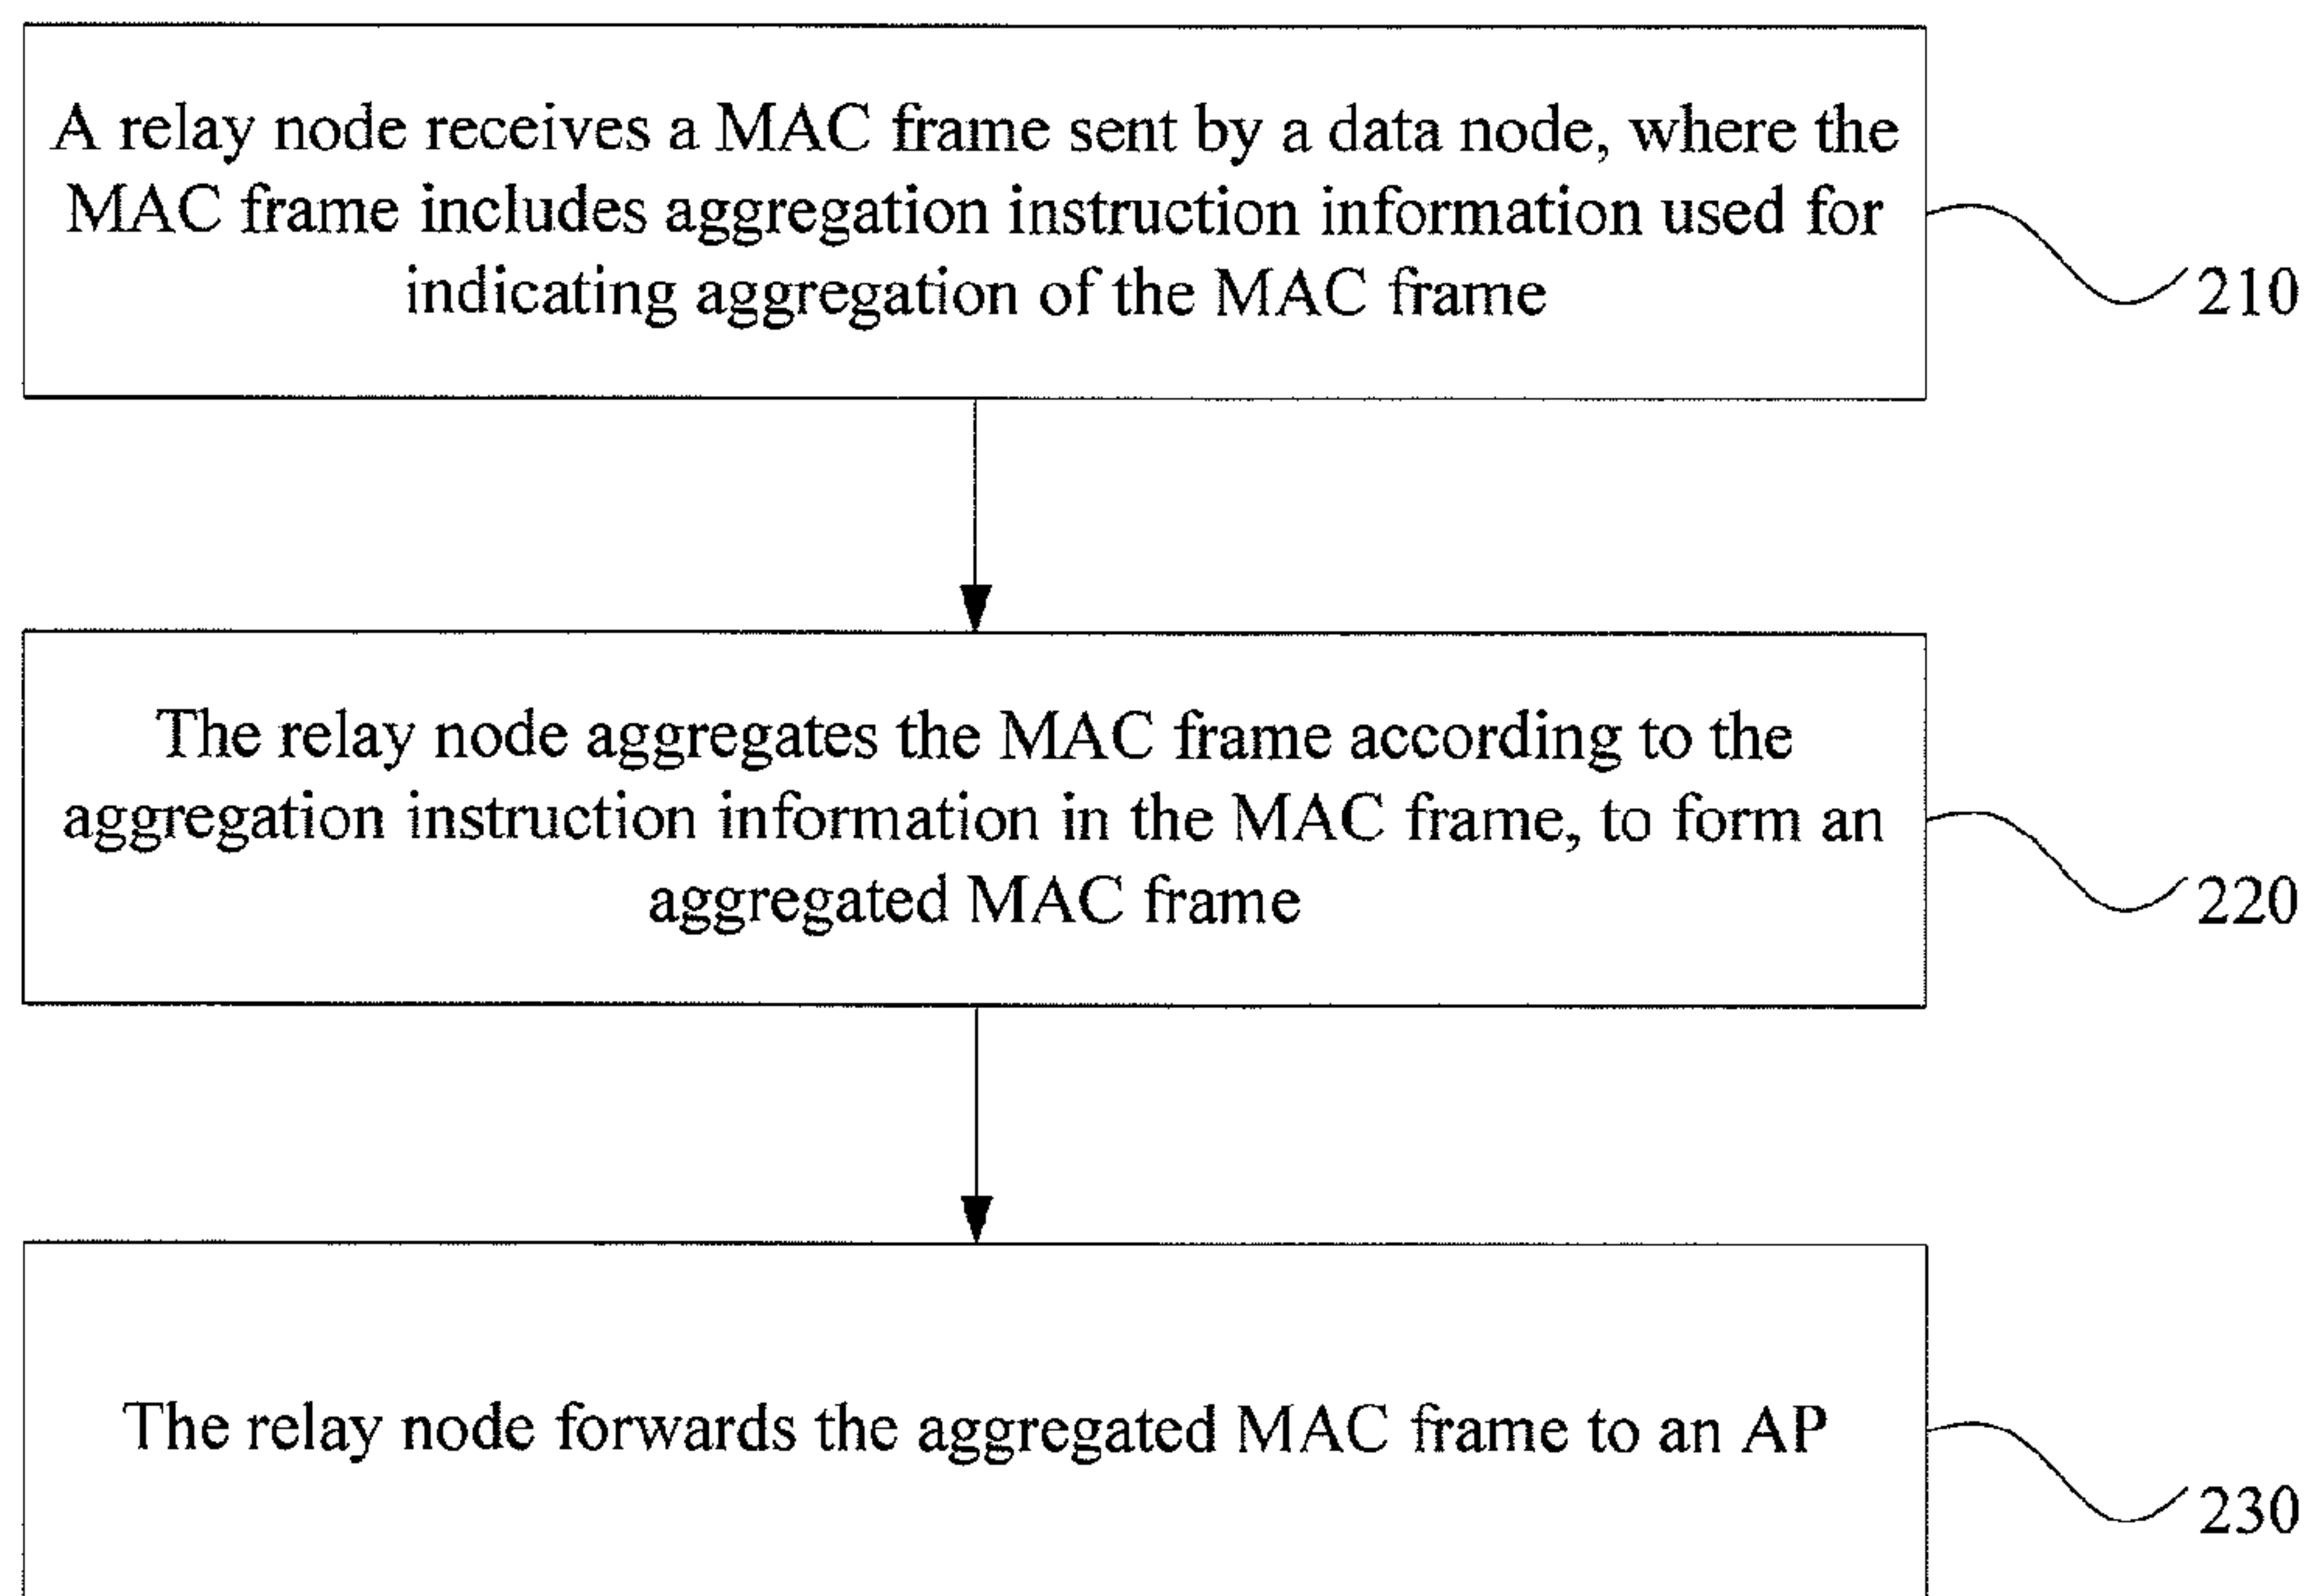 A relay node receives a MAC frame sent by a data node, where the
MAC frame includes aggregation instruction information used for
indicating aggregation of the MAC frame
210
The relay node aggregates the MAC frame according to the
aggregation instruction information in the MAC frame, to form an
aggregated MAC frame
220
The relay node forwards the aggregated MAC frame to an AP
230